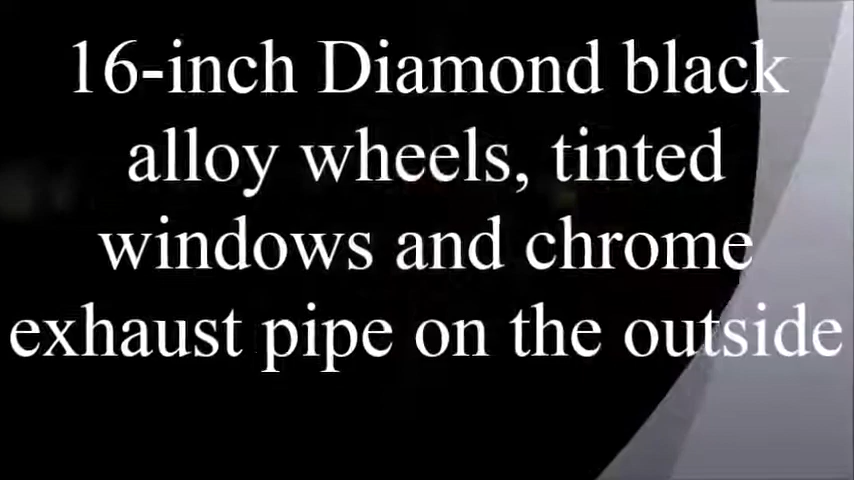 16-inch Diamond black
alloy wheels, tinted
windows and chrome
exhaust pipe on the outside